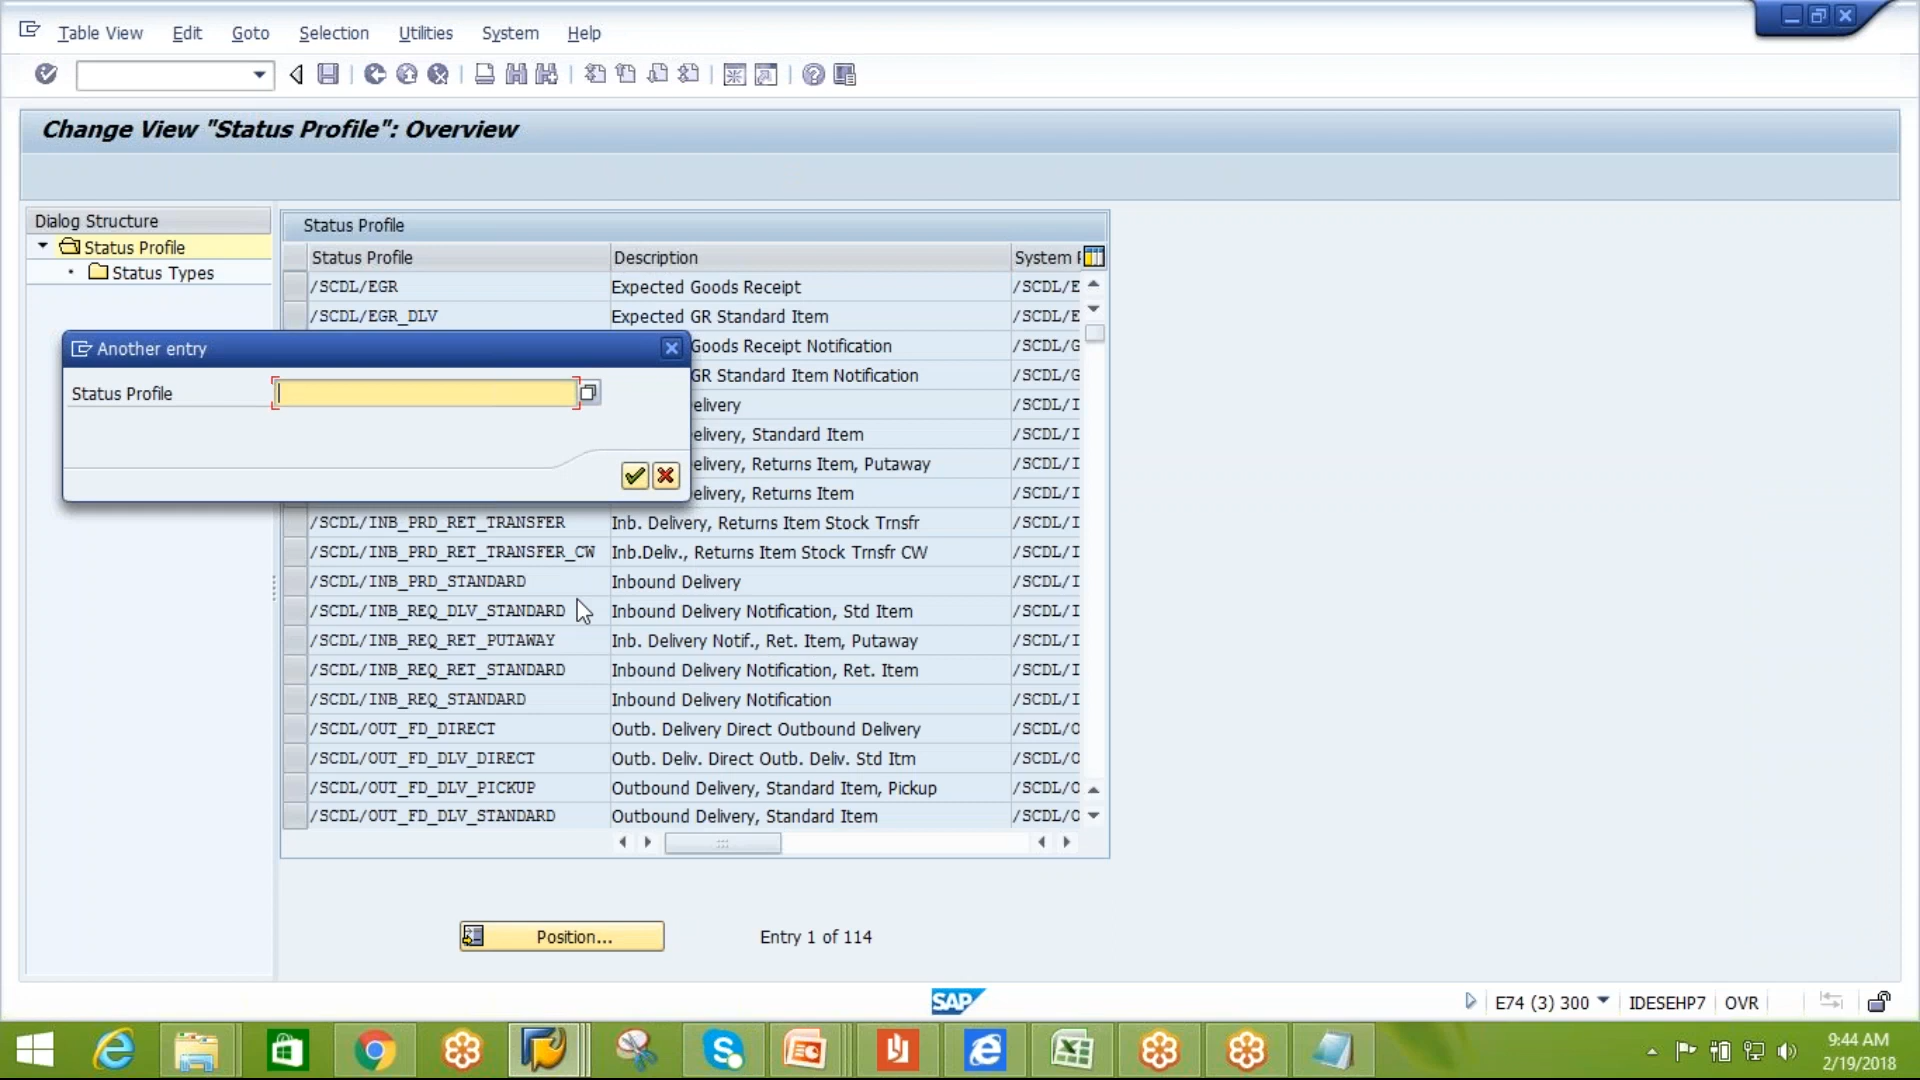 Table View Edit Goto Selection Utilities System Help
Change View "Status Profile": Overview
Dialog Structure
Status Profile
Status Types
Status Profile
Status Profile Description System
/SCDL/EGR Expected Goods Receipt /SCDL/E
/SCDL/EGR_DLV Expected GR Standard Item /SCDL/E
Another entry
Status Profile
Goods Receipt Notification /SCDL/G
GR Standard Item Notification /SCDL/G
elivery /SCDL/I
elivery, Standard Item /SCDL/I
elivery, Returns Item, Putaway /SCDL/I
elivery, Returns Item /SCDL/I
/SCDL/INB_PRD_RET_TRANSFER Inb. Delivery, Returns Item Stock Trnsfr /SCDL/I
/SCDL/INB_PRD_RET_TRANSFER_CW Inb.Deliv., Returns Item Stock Trnsfr CW /SCDL/I
/SCDL/INB_PRD_STANDARD Inbound Delivery /SCDL/I
/SCDL/INB_REQ_DLV_STANDARD Inbound Delivery Notification, Std Item /SCDL/I
/SCDL/INB_REQ_RET_PUTAWAY Inb. Delivery Notif., Ret. Item, Putaway /SCDL/I
/SCDL/INB_REQ_RET_STANDARD Inbound Delivery Notification, Ret. Item /SCDL/I
/SCDL/INB_REQ_STANDARD Inbound Delivery Notification /SCDL/I
/SCDL/OUT_FD_DIRECT Outb. Delivery Direct Outbound Delivery /SCDL/O
/SCDL/OUT_FD_DLV_DIRECT Outb. Deliv. Direct Outb. Deliv. Std Itm /SCDL/O
/SCDL/OUT_FD_DLV_PICKUP Outbound Delivery, Standard Item, Pickup /SCDL/O
/SCDL/OUT_FD_DLV_STANDARD Outbound Delivery, Standard Item /SCDL/O
Position... Entry 1 of 114
SAP
E74 (3) 300 IDESEHP7 OVR
9:44 AM
2/19/2018